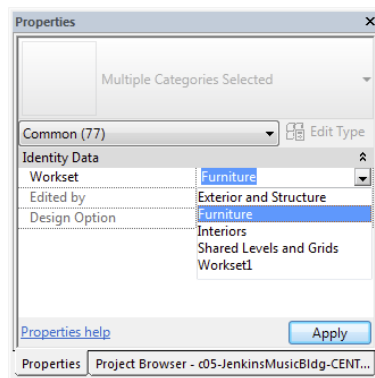 Properties
Multiple Categories Selected
Common (77)
Edit Type
Identity Data
Workset
Furniture
Edited by
Exterior and Structure
Design Option
Furniture
Interiors
Shared Levels and Grids
Workset1
Properties help
Apply
Properties
Project Browser - c05-JenkinsMusicBldg-CENT...